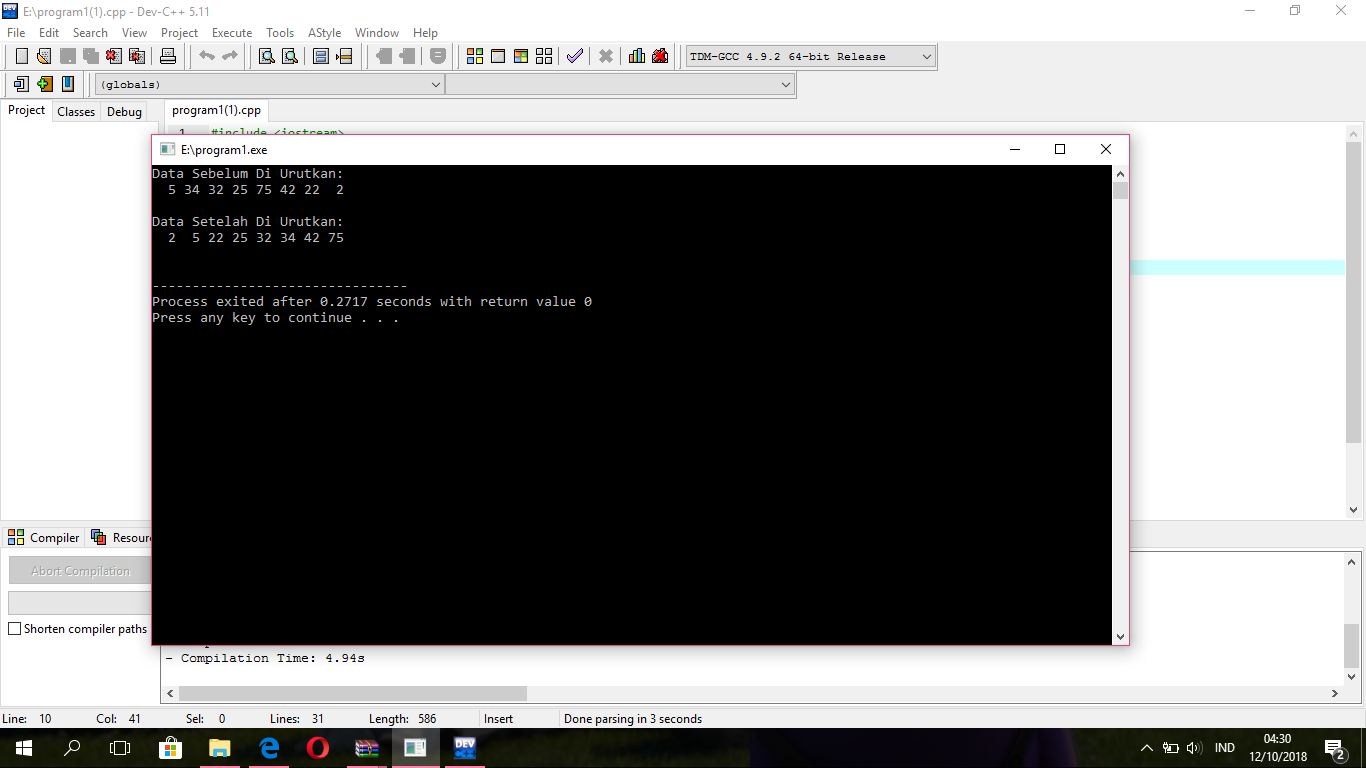 E:\program1(1).cpp - Dev-C++ 5.11
File Edit Search View Project Execute Tools AStyle Window Help
TDM-GCC 4.9.2 64-bit Release
(globals)
Project Classes Debug program1(1).cpp
1 #include <iostream>
E:\program1.exe
Data Sebelum Di Urutkan:
5 34 32 25 75 42 22 2
Data Setelah Di Urutkan:
2 5 22 25 32 34 42 75
--------------------------------
Process exited after 0.2717 seconds with return value 0
Press any key to continue . . .
Compiler Resour
Abort Compilation
Shorten compiler paths
- Compilation Time: 4.94s
Line: 10 Col: 41 Sel: 0 Lines: 31 Length: 586 Insert Done parsing in 3 seconds
DEV
IND
04:30
12/10/2018
2